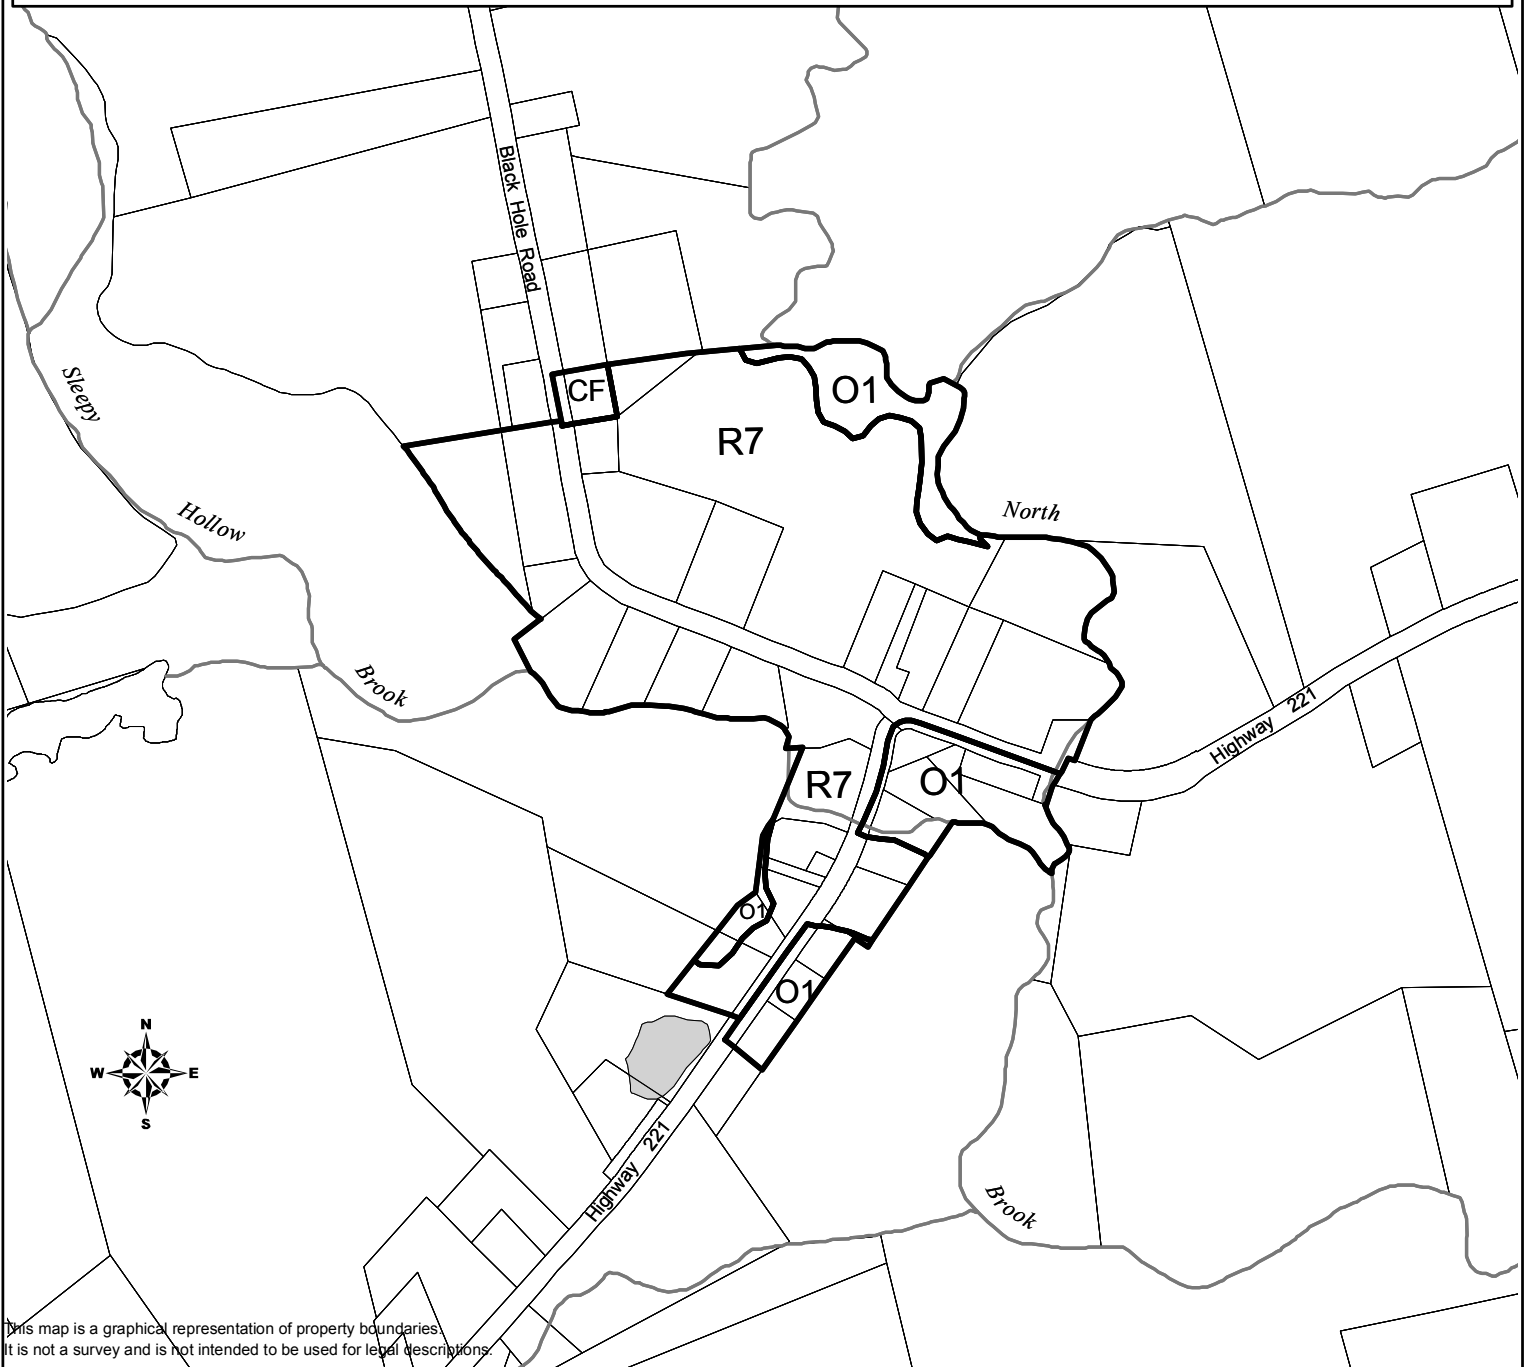 Black Hole Road
Sleepy
CF
O1
R7
Hollow
North
Brook
Highway 221
R7
O1
O1
O1
N
W E
S
Highway 221
Brook
This map is a graphical representation of property boundaries.
It is not a survey and is not intended to be used for legal descriptions.